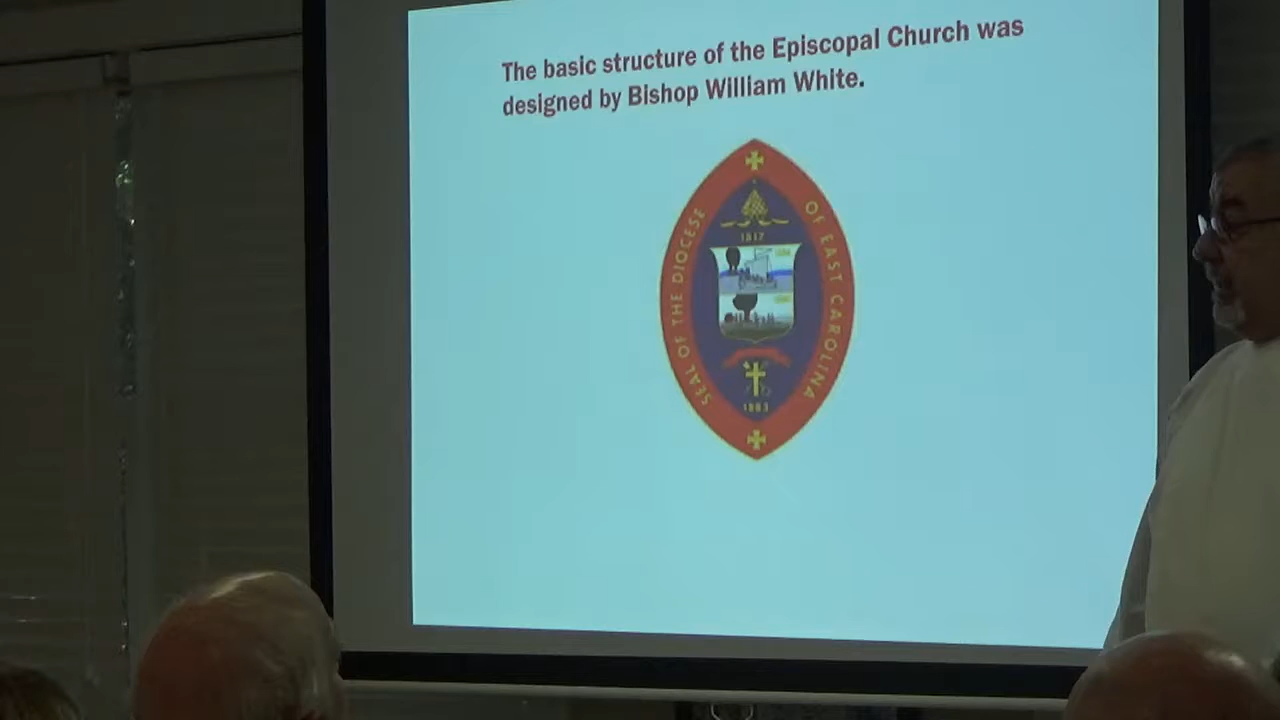 The basic structure of the Episcopal Church was
designed by Bishop William White.
SEAL OF THE DIOCESE OF EAST CAROLINA
1817
1883